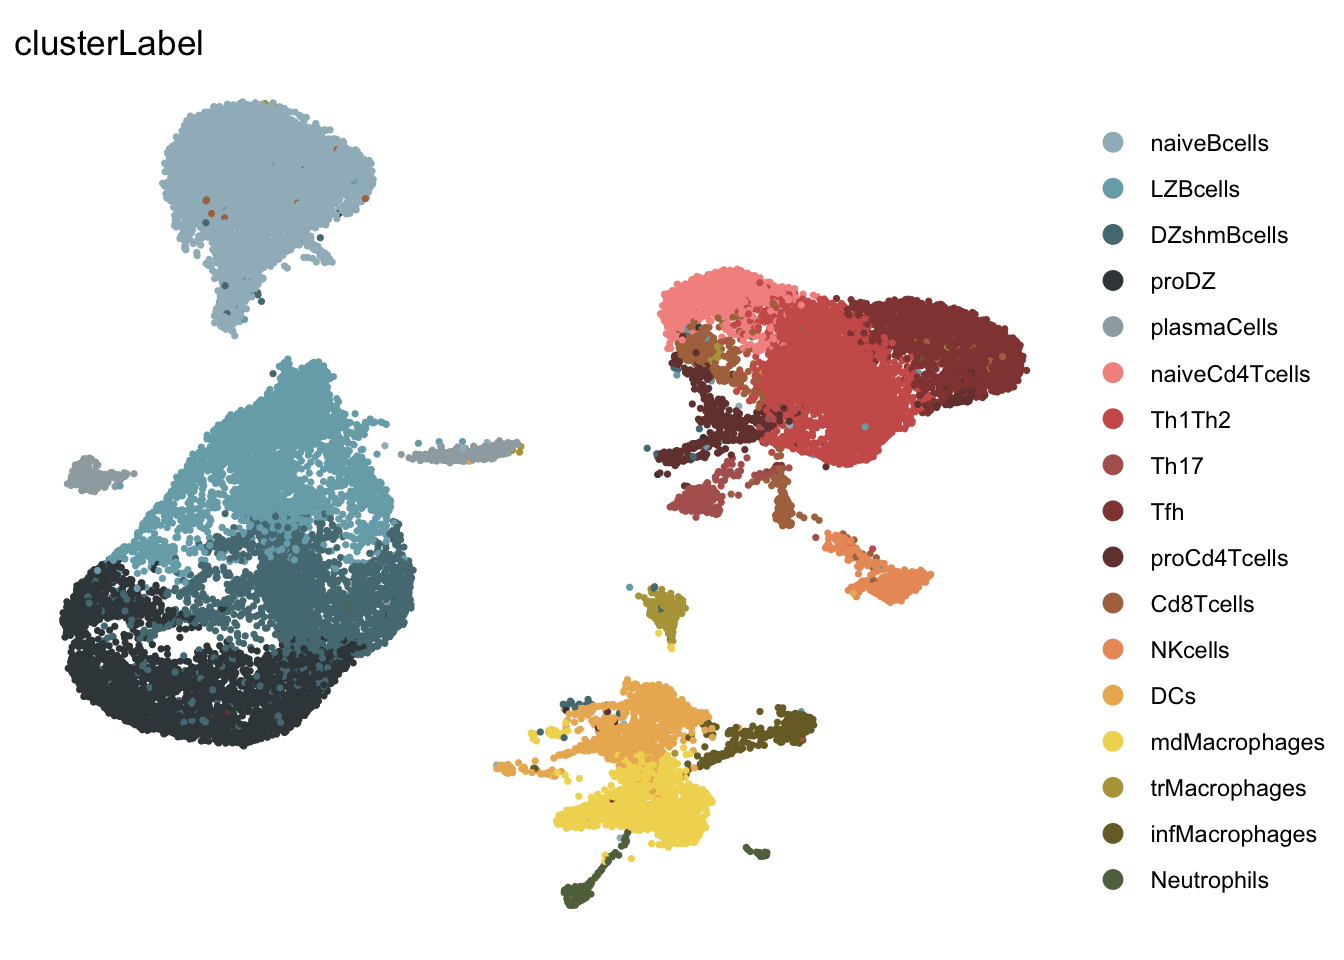 clusterLabel
naiveBcells
LZBcells
DZshmBcells
proDZ
plasmaCells
naiveCd4Tcells
Th1Th2
Th17
Tfh
proCd4Tcells
Cd8Tcells
NKcells
DCs
mdMacrophages
trMacrophages
infMacrophages
Neutrophils